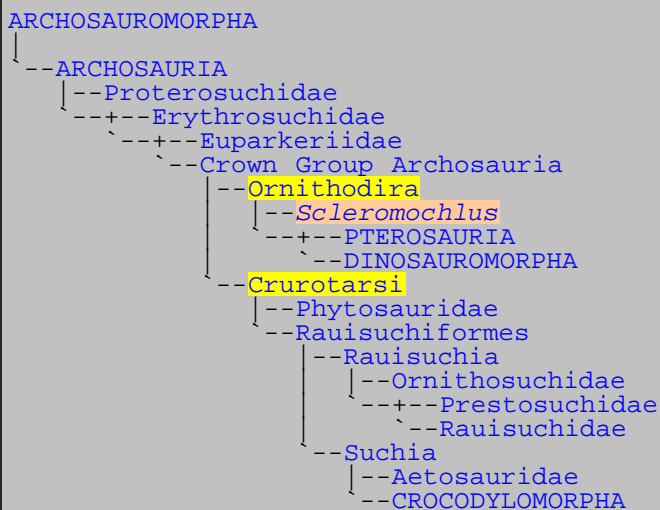 ARCHOSAUROMORPHA
|
`--ARCHOSAURIA
   |--Proterosuchidae
   `--+--Erythrosuchidae
      `--+--Euparkeriidae
         `--Crown Group Archosauria
            |--Ornithodira
            |  |--Scleromochlus
            |  `--+--PTEROSAURIA
            |     `--DINOSAUROMORPHA
            `--Crurotarsi
               |--Phytosauridae
               `--Rauisuchiformes
                  |--Rauisuchia
                  |  |--Ornithosuchidae
                  |  `--+--Prestosuchidae
                  |     `--Rauisuchidae
                  `--Suchia
                     |--Aetosauridae
                     `--CROCODYLOMORPHA